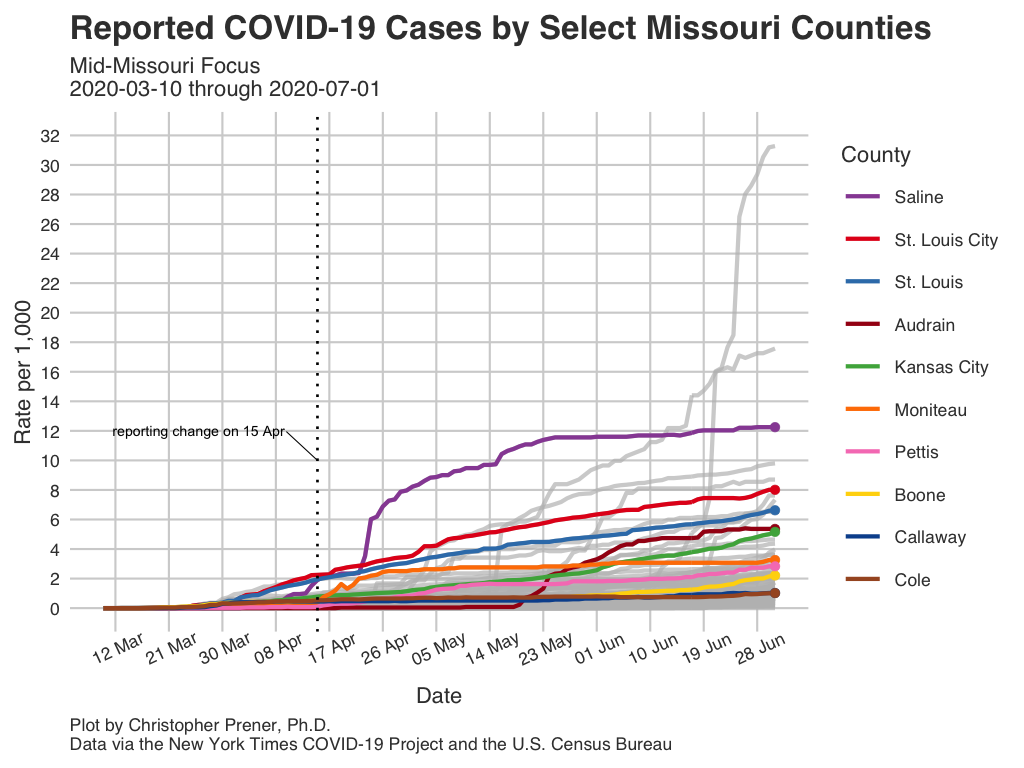 Reported COVID-19 Cases by Select Missouri Counties
Mid-Missouri Focus
2020-03-10 through 2020-07-01
Rate per 1,000
32
30
28
26
24
22
20
18
16
14
12
10
8
6
4
2
0
reporting change on 15 Apr
12 Mar
21 Mar
30 Mar
08 Apr
17 Apr
26 Apr
05 May
14 May
23 May
01 Jun
10 Jun
19 Jun
28 Jun
Date
County
Saline
St. Louis City
St. Louis
Audrain
Kansas City
Moniteau
Pettis
Boone
Callaway
Cole
Plot by Christopher Prener, Ph.D.
Data via the New York Times COVID-19 Project and the U.S. Census Bureau